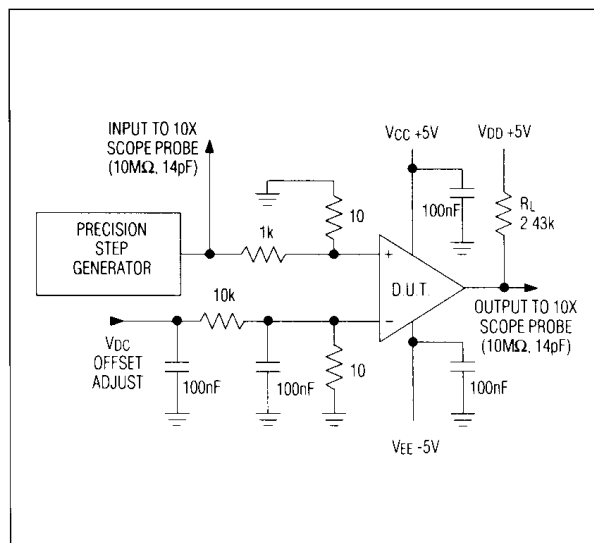 INPUT TO 10X
SCOPE PROBE
(10MΩ, 14pF)
VCC +5V
VDD +5V
100nF
RL
2 43k
10
1k
PRECISION
STEP
GENERATOR
+
D.U.T.
10k
−
OUTPUT TO 10X
SCOPE PROBE
(10MΩ, 14pF)
VDC
OFFSET
ADJUST
100nF
100nF
10
100nF
VEE -5V